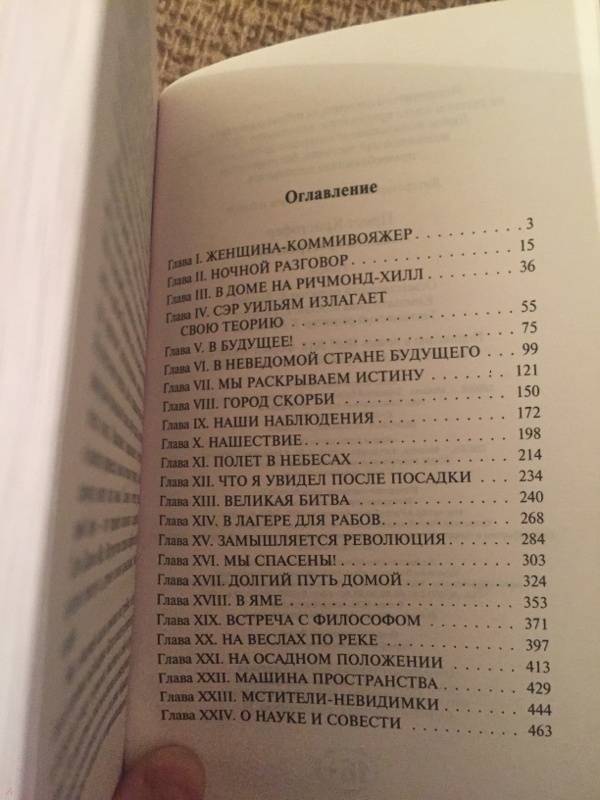 Оглавление
Глава I. ЖЕНЩИНА-КОММИВОЯЖЕР . . . . . . . . . . 3
Глава II. НОЧНОЙ РАЗГОВОР . . . . . . . . . . . . . . . 15
Глава III. В ДОМЕ НА РИЧМОНД-ХИЛЛ . . . . . . . . 36
Глава IV. СЭР УИЛЬЯМ ИЗЛАГАЕТ
СВОЮ ТЕОРИЮ . . . . . . . . . . . . . . . . . . . 55
Глава V. В БУДУЩЕЕ! . . . . . . . . . . . . . . . . . . . 75
Глава VI. В НЕВЕДОМОЙ СТРАНЕ БУДУЩЕГО . . . . 99
Глава VII. МЫ РАСКРЫВАЕМ ИСТИНУ . . . . . . . . 121
Глава VIII. ГОРОД СКОРБИ . . . . . . . . . . . . . . . 150
Глава IX. НАШИ НАБЛЮДЕНИЯ . . . . . . . . . . . . 172
Глава X. НАШЕСТВИЕ . . . . . . . . . . . . . . . . . . 198
Глава XI. ПОЛЕТ В НЕБЕСАХ . . . . . . . . . . . . . . 214
Глава XII. ЧТО Я УВИДЕЛ ПОСЛЕ ПОСАДКИ . . . . 234
Глава XIII. ВЕЛИКАЯ БИТВА . . . . . . . . . . . . . . 240
Глава XIV. В ЛАГЕРЕ ДЛЯ РАБОВ . . . . . . . . . . . . 268
Глава XV. ЗАМЫШЛЯЕТСЯ РЕВОЛЮЦИЯ . . . . . . . 284
Глава XVI. МЫ СПАСЕНЫ! . . . . . . . . . . . . . . . 303
Глава XVII. ДОЛГИЙ ПУТЬ ДОМОЙ . . . . . . . . . . 324
Глава XVIII. В ЯМЕ . . . . . . . . . . . . . . . . . . . . 353
Глава XIX. ВСТРЕЧА С ФИЛОСОФОМ . . . . . . . . . 371
Глава XX. НА ВЕСЛАХ ПО РЕКЕ . . . . . . . . . . . . 397
Глава XXI. НА ОСАДНОМ ПОЛОЖЕНИИ . . . . . . . 413
Глава XXII. МАШИНА ПРОСТРАНСТВА . . . . . . . . 429
Глава XXIII. МСТИТЕЛИ-НЕВИДИМКИ . . . . . . . . 444
Глава XXIV. О НАУКЕ И СОВЕСТИ . . . . . . . . . . . 463